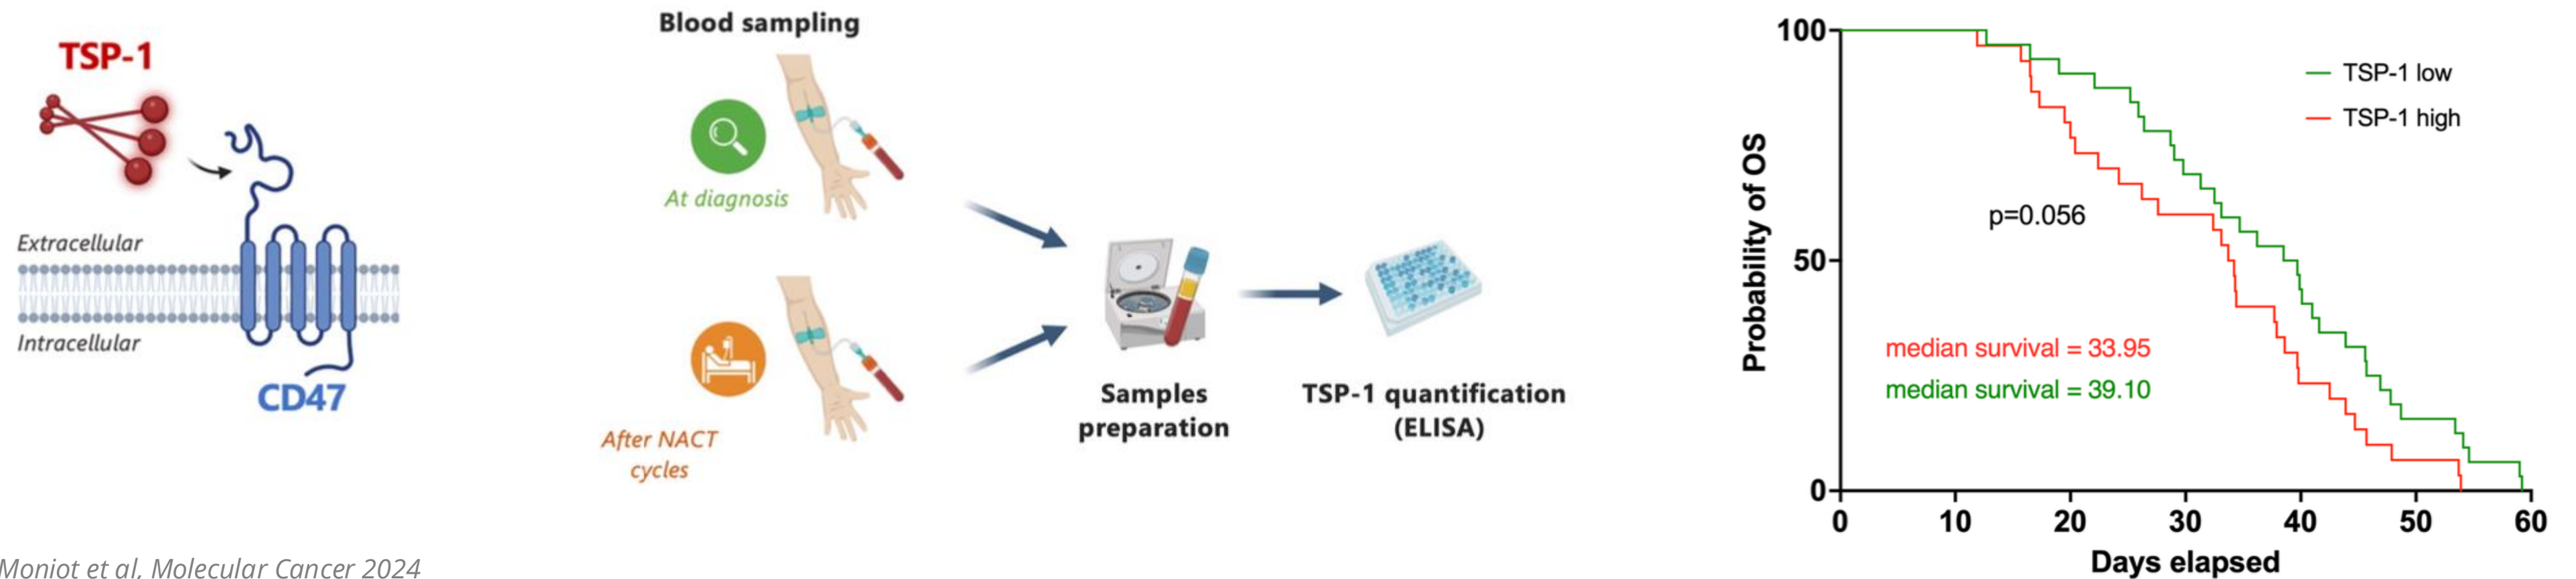 TSP-1
Extracellular
Intracellular
CD47
Moniot et al, Molecular Cancer 2024
Blood sampling
At diagnosis
After NACT
cycles
Samples
preparation
TSP-1 quantification
(ELISA)
Probability of OS
100
50
0
TSP-1 low
TSP-1 high
p=0.056
median survival = 33.95
median survival = 39.10
0 10 20 30 40 50 60
Days elapsed